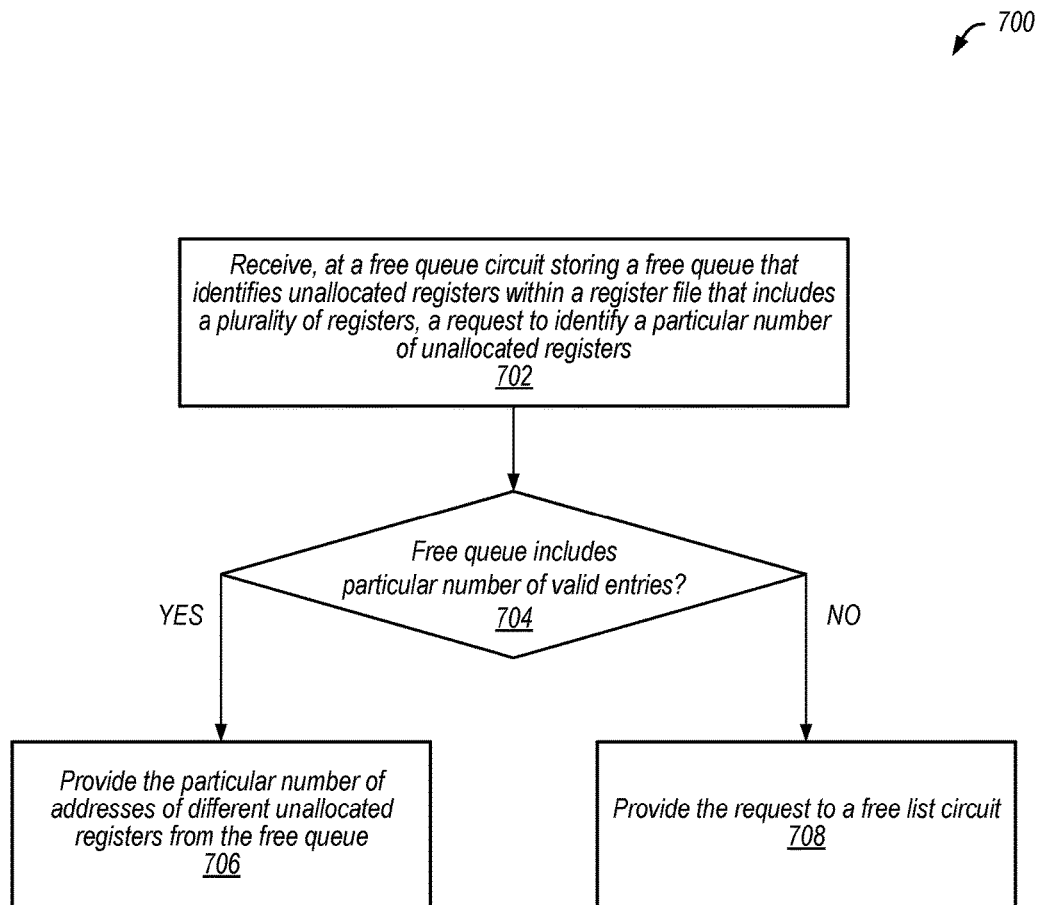 700
Receive, at a free queue circuit storing a free queue that
identifies unallocated registers within a register file that includes
a plurality of registers, a request to identify a particular number
of unallocated registers
702
Free queue includes
particular number of valid entries?
704
YES
NO
Provide the particular number of
addresses of different unallocated
registers from the free queue
706
Provide the request to a free list circuit
708